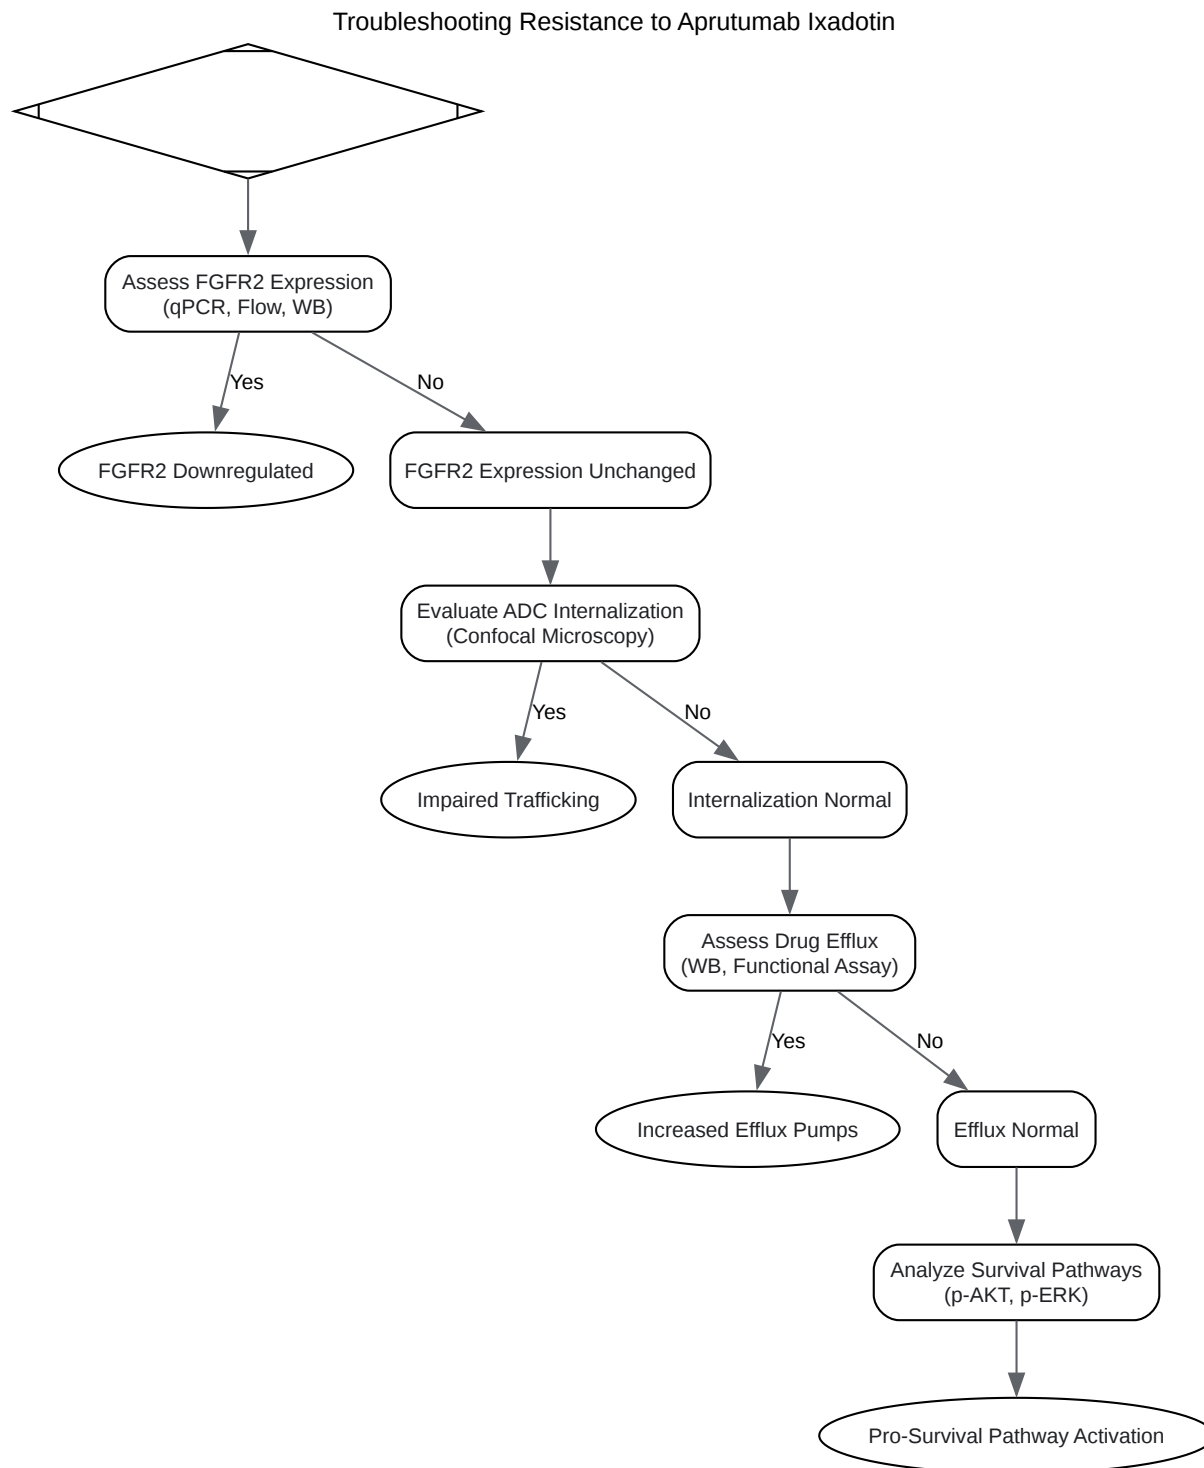 Troubleshooting Resistance to Aprutumab Ixadotin
Assess FGFR2 Expression
(qPCR, Flow, WB)
Yes
No
FGFR2 Downregulated
FGFR2 Expression Unchanged
Evaluate ADC Internalization
(Confocal Microscopy)
Yes
No
Impaired Trafficking
Internalization Normal
Assess Drug Efflux
(WB, Functional Assay)
Yes
No
Increased Efflux Pumps
Efflux Normal
Analyze Survival Pathways
(p-AKT, p-ERK)
Pro-Survival Pathway Activation